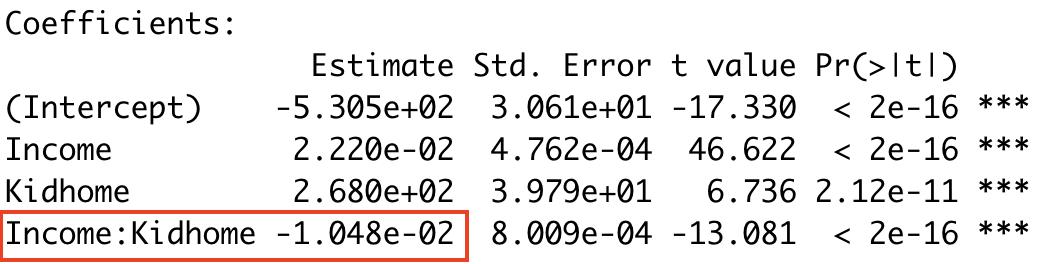 Coefficients:
Estimate Std. Error t value Pr(>|t|)
(Intercept) -5.305e+02 3.061e+01 -17.330 < 2e-16 ***
Income 2.220e-02 4.762e-04 46.622 < 2e-16 ***
Kidhome 2.680e+02 3.979e+01 6.736 2.12e-11 ***
Income:Kidhome -1.048e-02 8.009e-04 -13.081 < 2e-16 ***